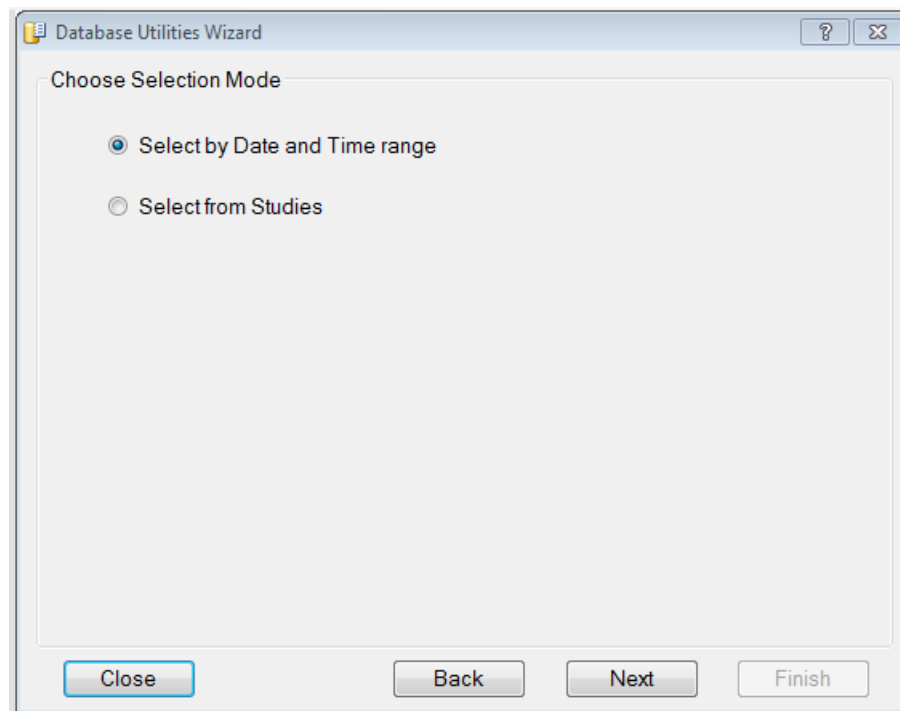 Database Utilities Wizard
Choose Selection Mode
Select by Date and Time range
Select from Studies
Close Back Next Finish